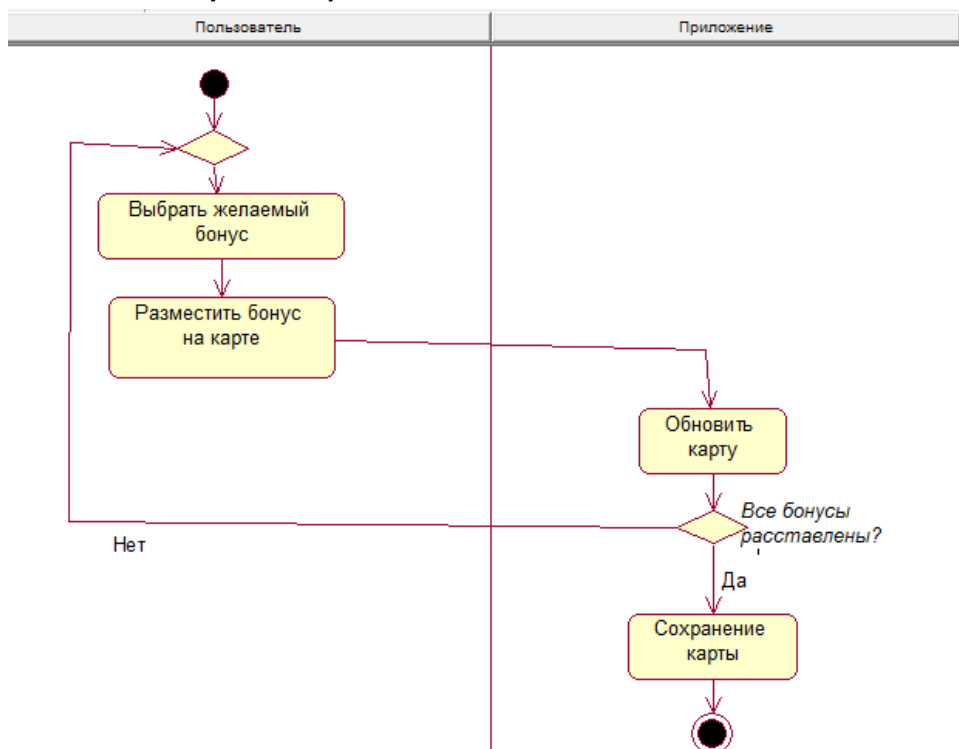 Пользователь
Приложение
Выбрать желаемый
бонус
Разместить бонус
на карте
Обновить
карту
Все бонусы
расставлены?
Нет
Да
Сохранение
карты